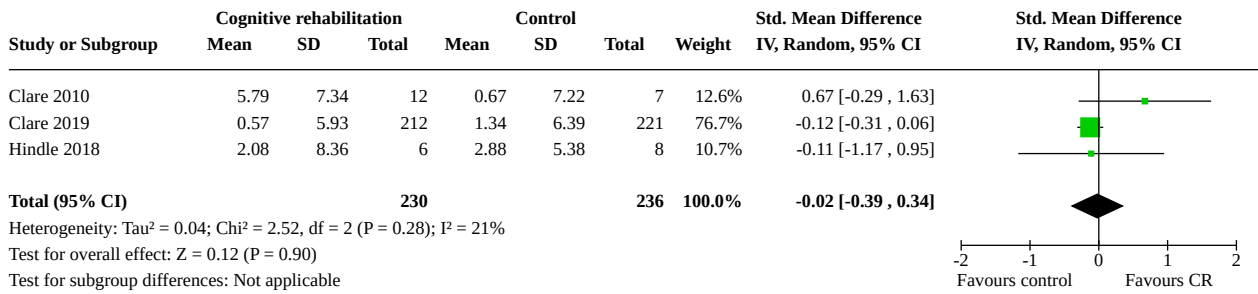 Cognitive rehabilitation Control Std. Mean Difference Std. Mean Difference
Study or Subgroup Mean SD Total Mean SD Total Weight IV, Random, 95% CI IV, Random, 95% CI
Clare 2010 5.79 7.34 12 0.67 7.22 7 12.6% 0.67 [-0.29 , 1.63]
Clare 2019 0.57 5.93 212 1.34 6.39 221 76.7% -0.12 [-0.31 , 0.06]
Hindle 2018 2.08 8.36 6 2.88 5.38 8 10.7% -0.11 [-1.17 , 0.95]
Total (95% CI) 230 236 100.0% -0.02 [-0.39 , 0.34]
Heterogeneity: Tau² = 0.04; Chi² = 2.52, df = 2 (P = 0.28); I² = 21%
Test for overall effect: Z = 0.12 (P = 0.90)
Test for subgroup differences: Not applicable
-2 -1 0 1 2
Favours control Favours CR